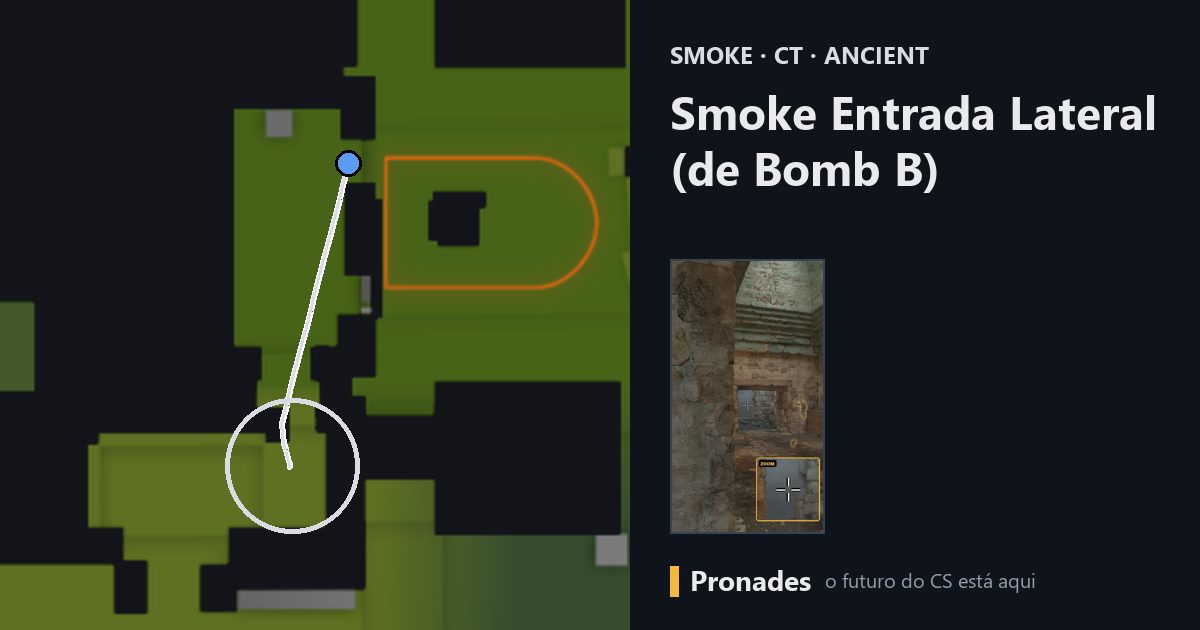 SMOKE · CT · ANCIENT
Smoke Entrada Lateral
(de Bomb B)
ZOOM
Pronades o futuro do CS está aqui